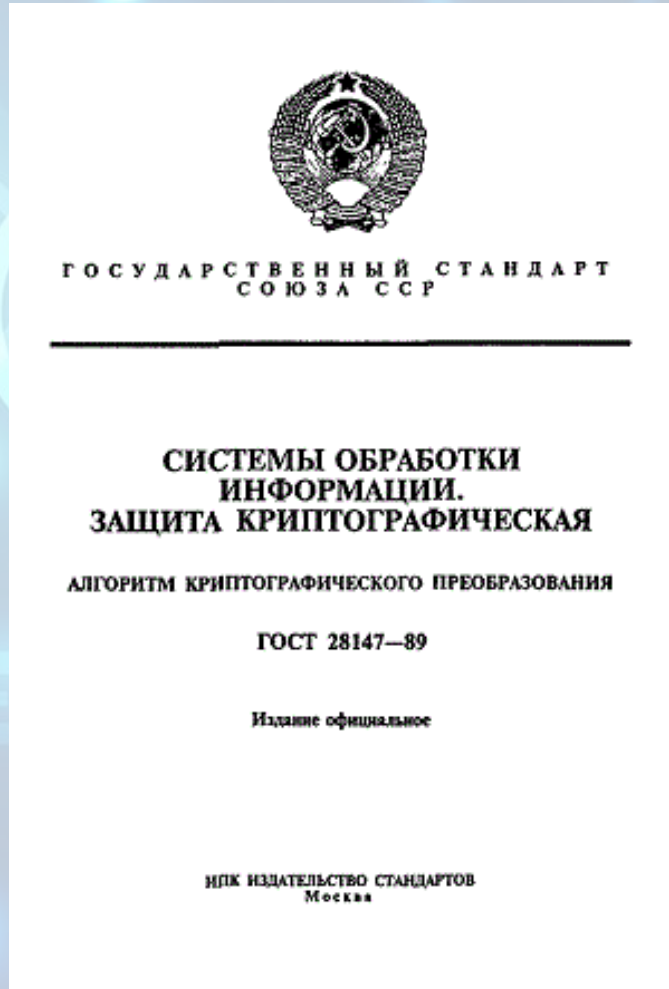 ГОСУДАРСТВЕННЫЙ СТАНДАРТ
СОЮЗА ССР
СИСТЕМЫ ОБРАБОТКИ
ИНФОРМАЦИИ.
ЗАЩИТА КРИПТОГРАФИЧЕСКАЯ
АЛГОРИТМ КРИПТОГРАФИЧЕСКОГО ПРЕОБРАЗОВАНИЯ
ГОСТ 28147—89
Издание официальное
ИПК ИЗДАТЕЛЬСТВО СТАНДАРТОВ
Москва